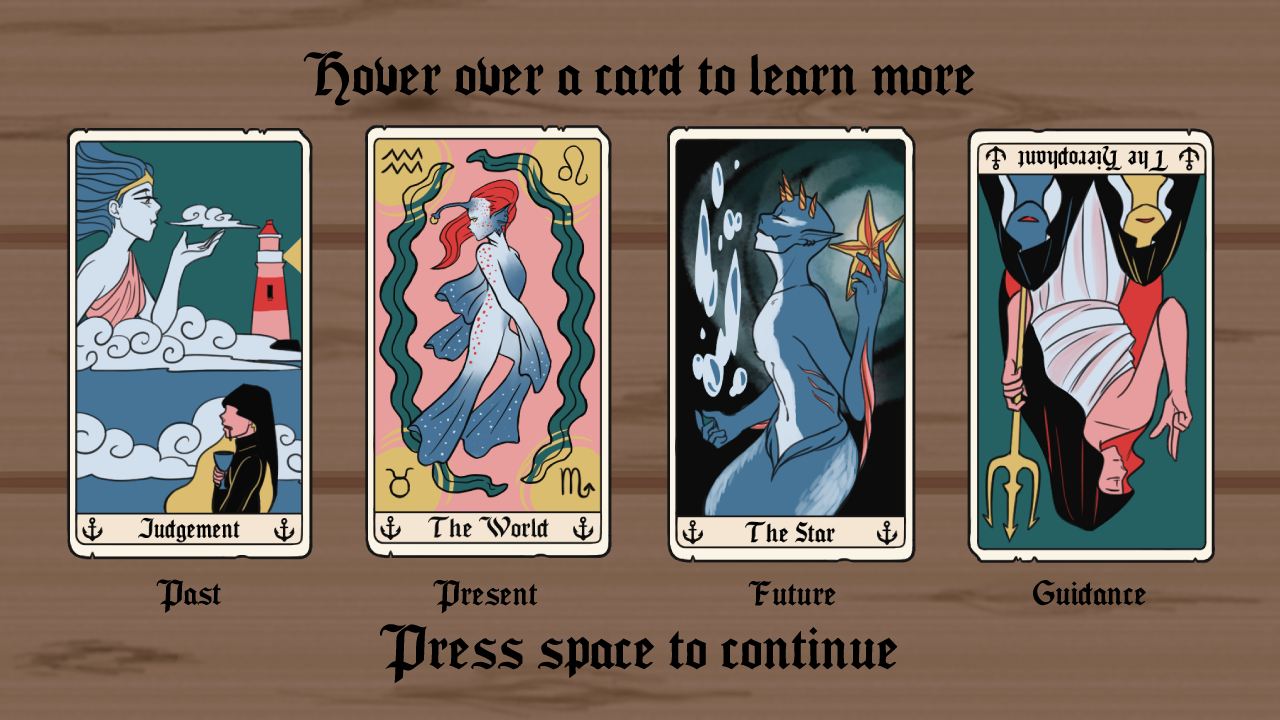 Hover over a card to learn more
The Hierophant
Judgement
The World
The Star
Past
Present
Future
Guidance
Press space to continue